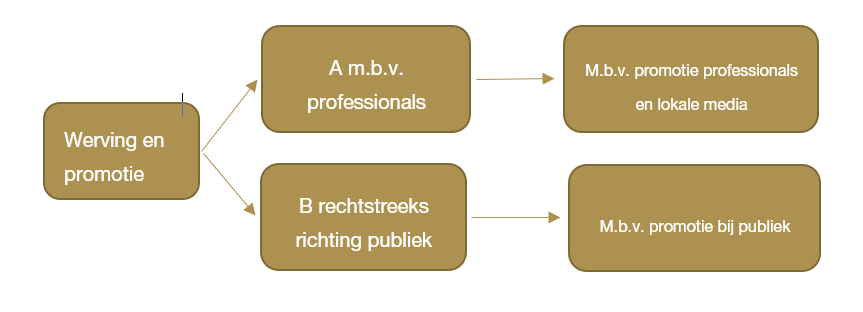 Werving en
promotie
A m.b.v.
professionals
M.b.v. promotie professionals
en lokale media
B rechtstreeks
richting publiek
M.b.v. promotie bij publiek